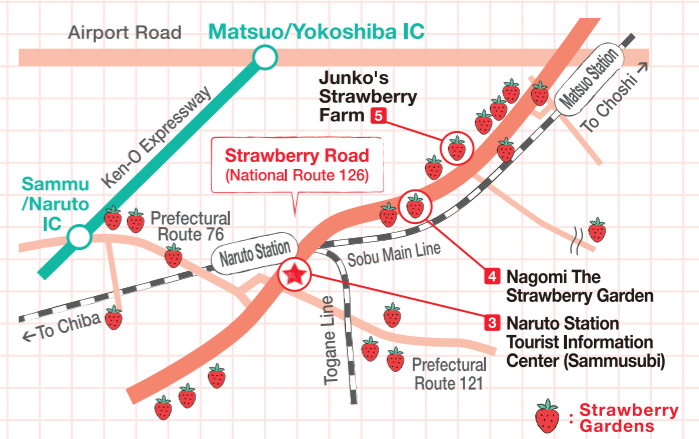 Airport Road
Matsuo/Yokoshiba IC
Junko's
Strawberry
Farm 5
Matsuo Station
To Choshi →
Ken-O Expressway
Strawberry Road
(National Route 126)
Sammu
/Naruto
IC
Prefectural
Route 76
Naruto Station
Sobu Main Line
4 Nagomi The
Strawberry Garden
←To Chiba
3 Naruto Station
Tourist Information
Center (Sammusubi)
Togane Line
Prefectural
Route 121
: Strawberry
Gardens